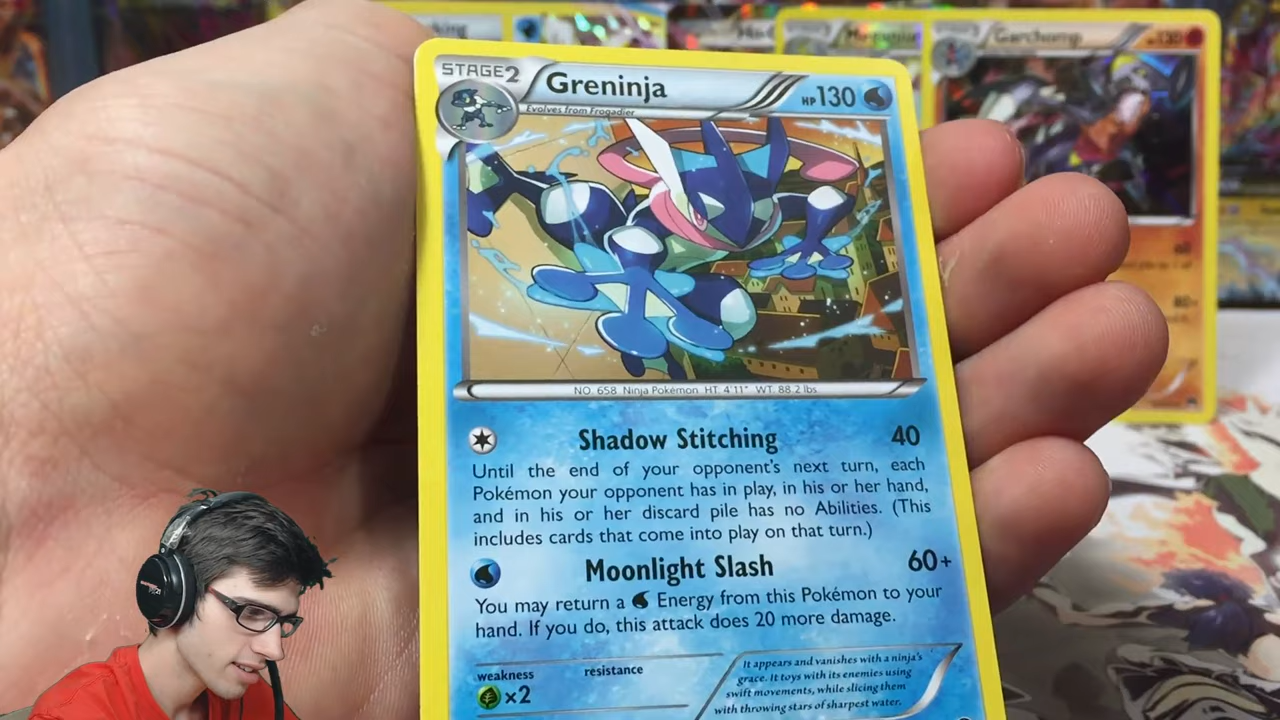 STAGE2
Greninja
HP130
Evolves from Frogadier
Garchomp
130
NO. 658 Ninja Pokémon HT: 4'11" WT: 88.2 lbs
Shadow Stitching 40
Until the end of your opponent's next turn, each
Pokémon your opponent has in play, in his or her hand,
and in his or her discard pile has no Abilities. (This
includes cards that come into play on that turn.)
Moonlight Slash 60+
You may return a Energy from this Pokémon to your
hand. If you do, this attack does 20 more damage.
weakness
resistance
×2
It appears and vanishes with a ninja's
grace. It toys with its enemies using
swift movements, while slicing them
with throwing stars of sharpest water.
60
80+